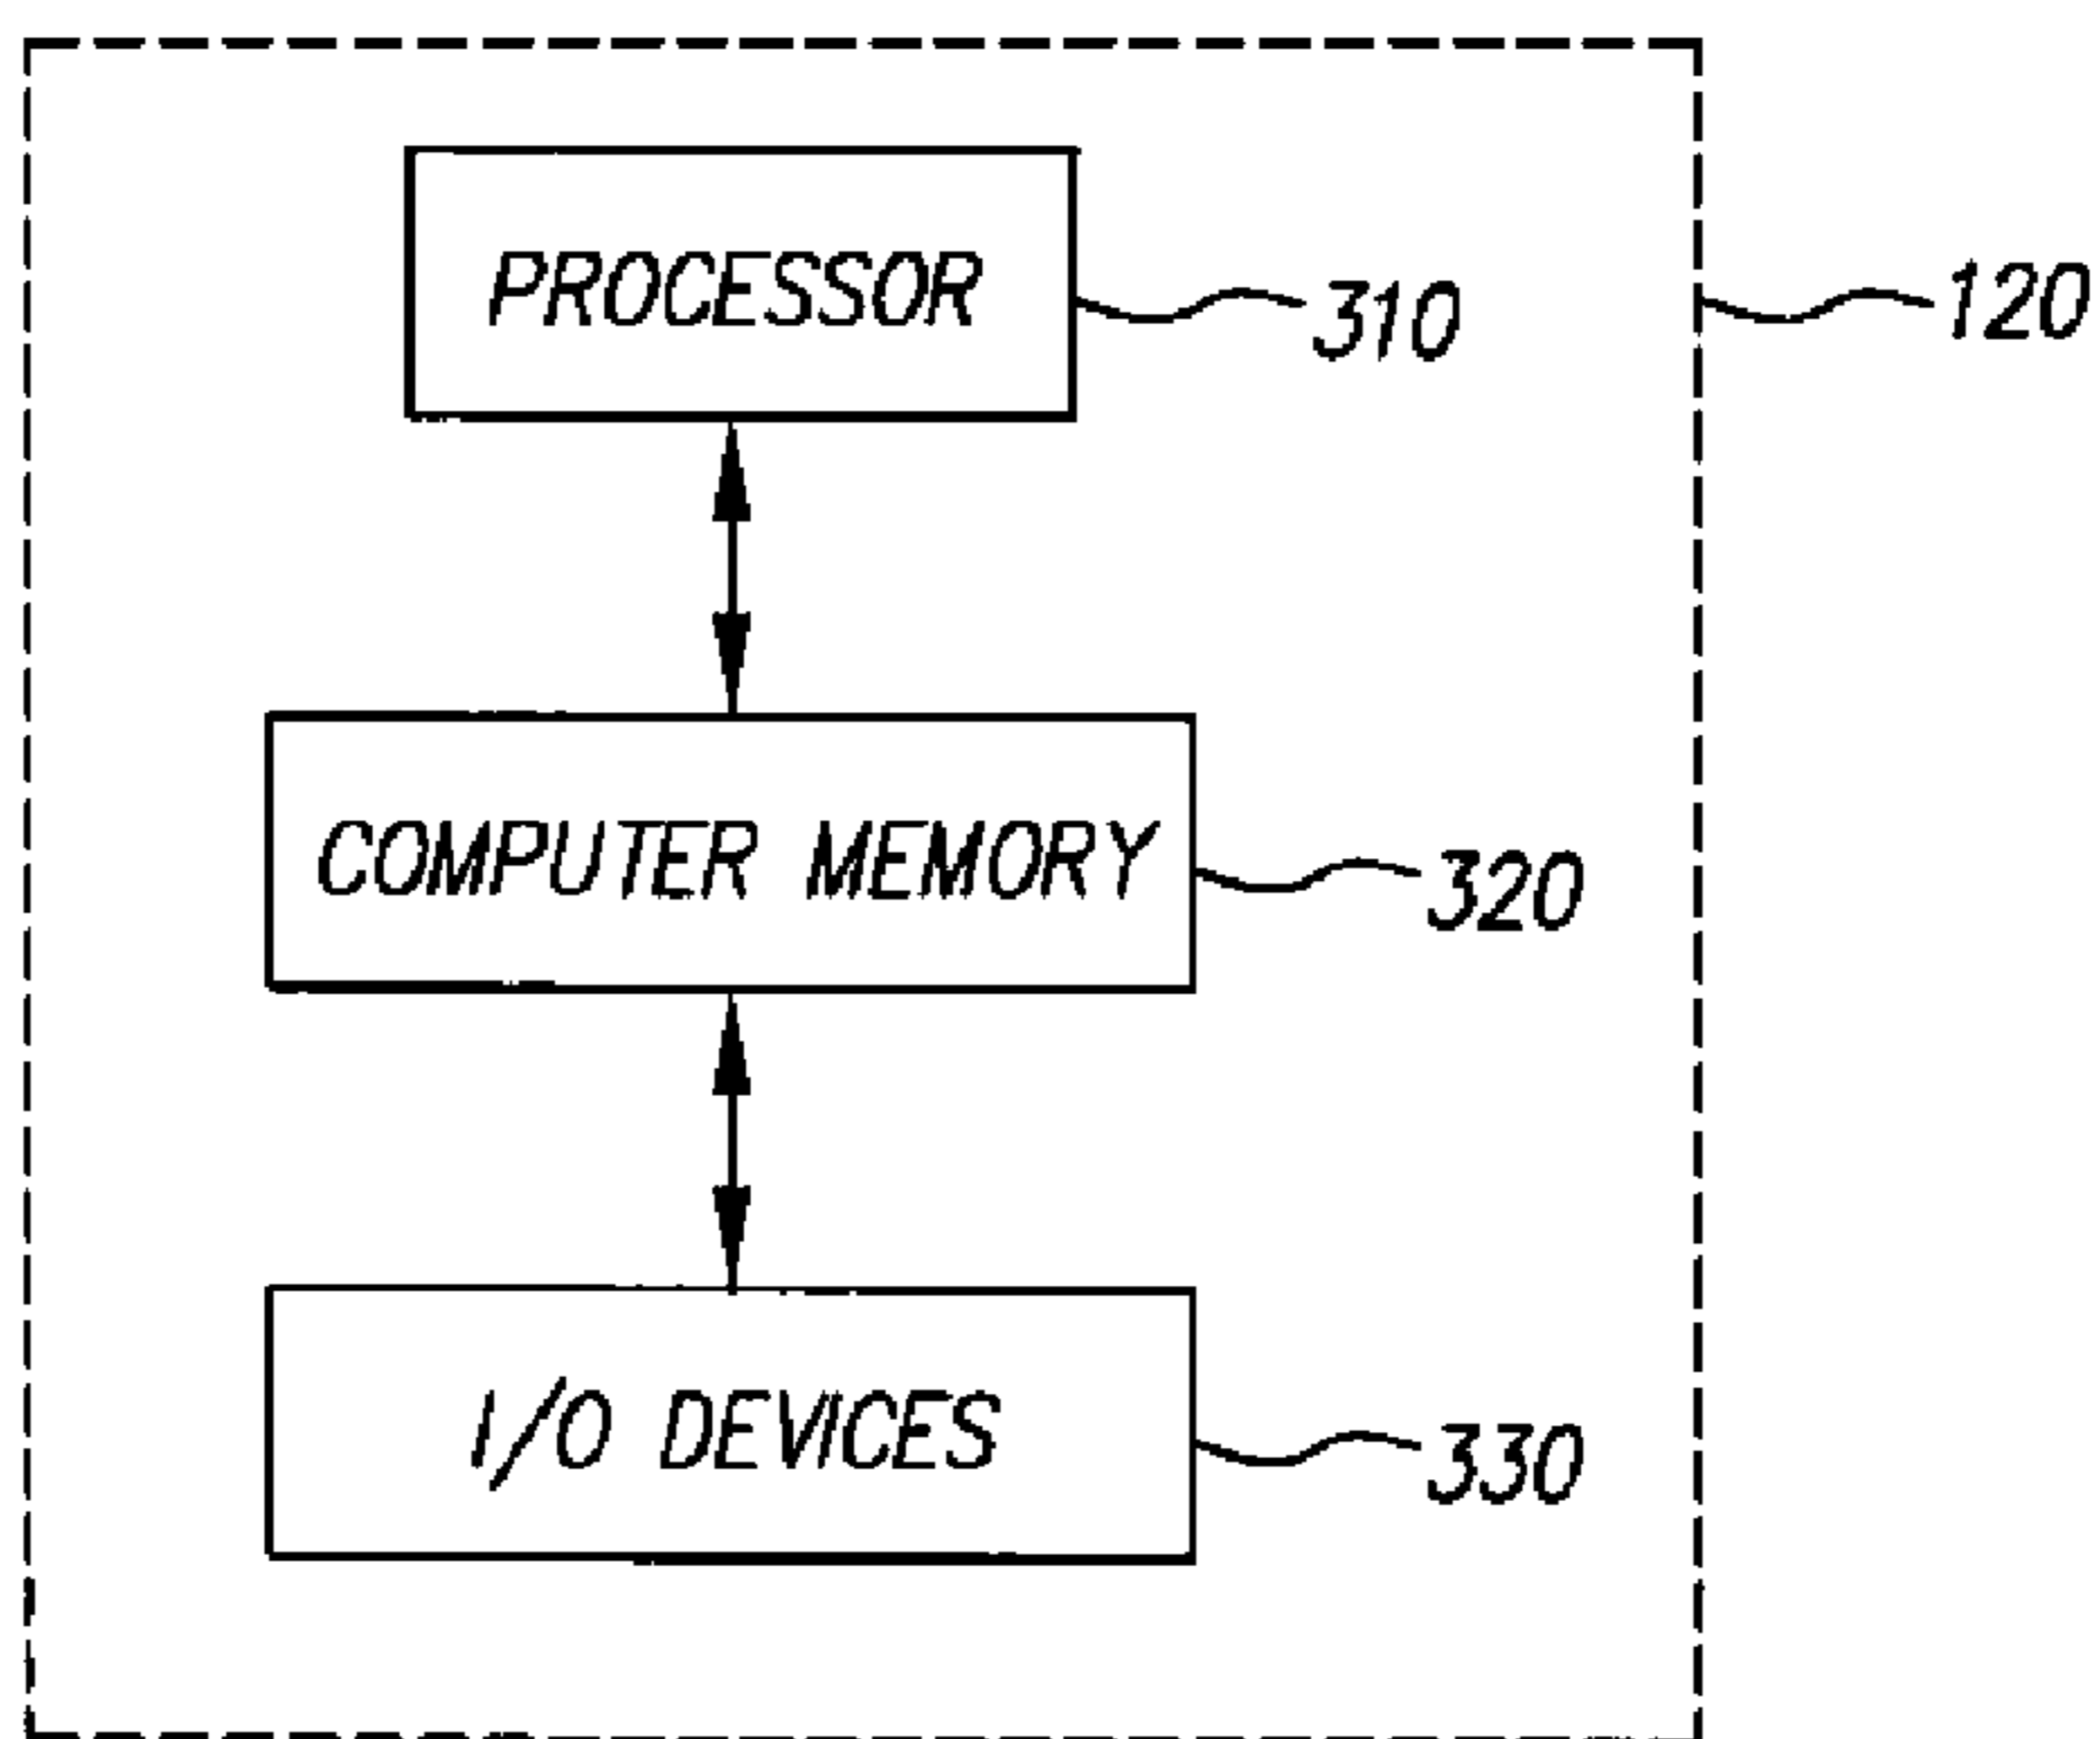 PROCESSOR
310
120
COMPUTER MEMORY
320
I/O DEVICES
330